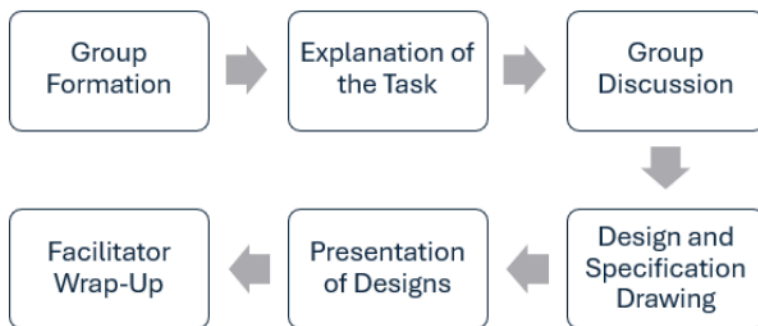 Group
Formation
Explanation of
the Task
Group
Discussion
Design and
Specification
Drawing
Presentation
of Designs
Facilitator
Wrap-Up